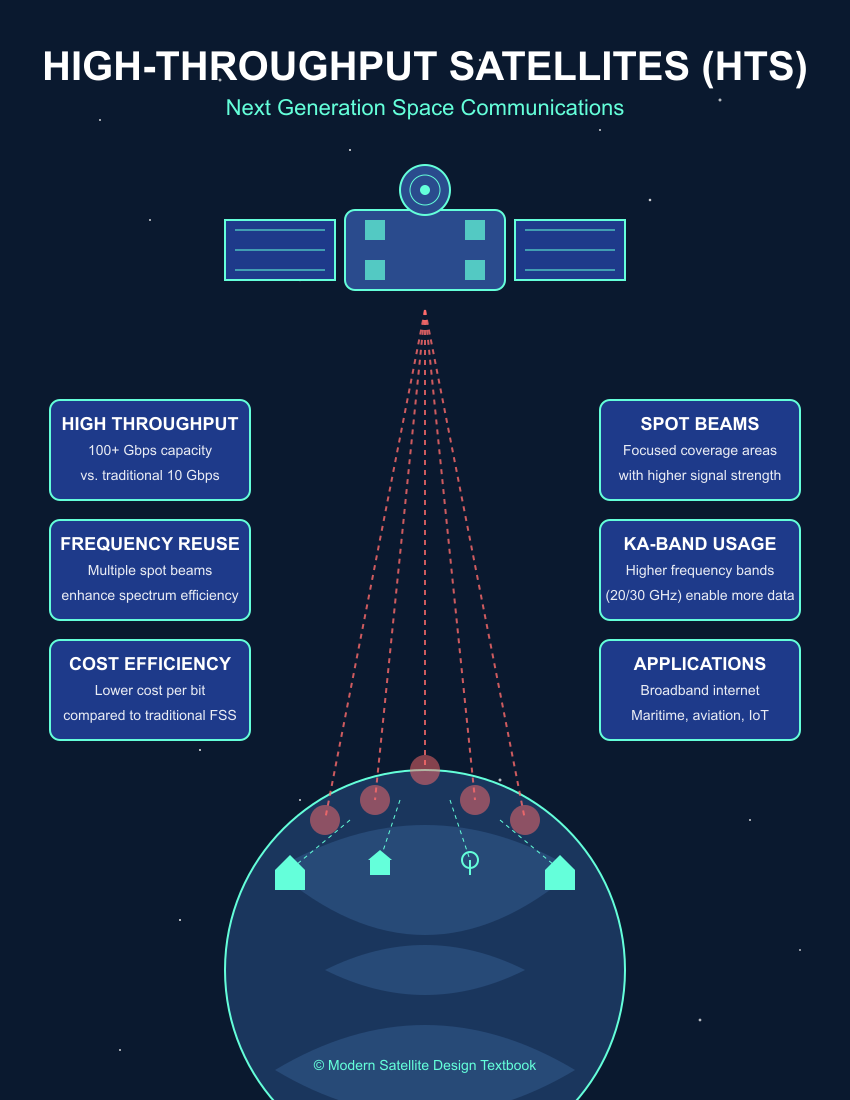 HIGH-THROUGHPUT SATELLITES (HTS)
Next Generation Space Communications
HIGH THROUGHPUT
100+ Gbps capacity
vs. traditional 10 Gbps
FREQUENCY REUSE
Multiple spot beams
enhance spectrum efficiency
COST EFFICIENCY
Lower cost per bit
compared to traditional FSS
SPOT BEAMS
Focused coverage areas
with higher signal strength
KA-BAND USAGE
Higher frequency bands
(20/30 GHz) enable more data
APPLICATIONS
Broadband internet
Maritime, aviation, IoT
© Modern Satellite Design Textbook